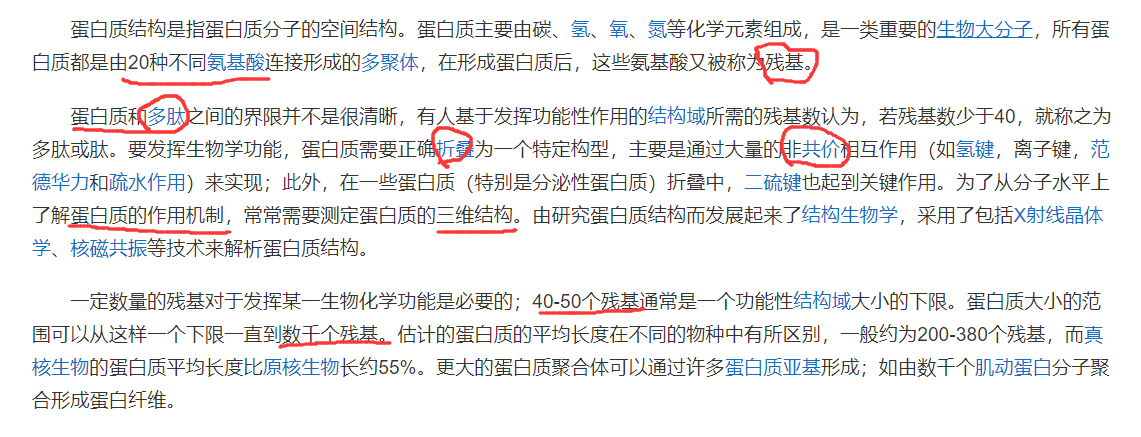 蛋白质结构是指蛋白质分子的空间结构。蛋白质主要由碳、氢、氧、氮等化学元素组成，是一类重要的生物大分子，所有蛋
白质都是由20种不同氨基酸连接形成的多聚体，在形成蛋白质后，这些氨基酸又被称为残基。
蛋白质和多肽之间的界限并不是很清晰，有人基于发挥功能性作用的结构域所需的残基数认为，若残基数少于40，就称之为
多肽或肽。要发挥生物学功能，蛋白质需要正确折叠为一个特定构型，主要是通过大量的非共价相互作用（如氢键，离子键，范
德华力和疏水作用）来实现；此外，在一些蛋白质（特别是分泌性蛋白质）折叠中，二硫键也起到关键作用。为了从分子水平上
了解蛋白质的作用机制，常常需要测定蛋白质的三维结构。由研究蛋白质结构而发展起来了结构生物学，采用了包括X射线晶体
学、核磁共振等技术来解析蛋白质结构。
一定数量的残基对于发挥某一生物化学功能是必要的；40-50个残基通常是一个功能性结构域大小的下限。蛋白质大小的范
围可以从这样一个下限一直到数千个残基。估计的蛋白质的平均长度在不同的物种中有所区别，一般约为200-380个残基，而真
核生物的蛋白质平均长度比原核生物长约55%。更大的蛋白质聚合体可以通过许多蛋白质亚基形成；如由数千个肌动蛋白分子聚
合形成蛋白纤维。